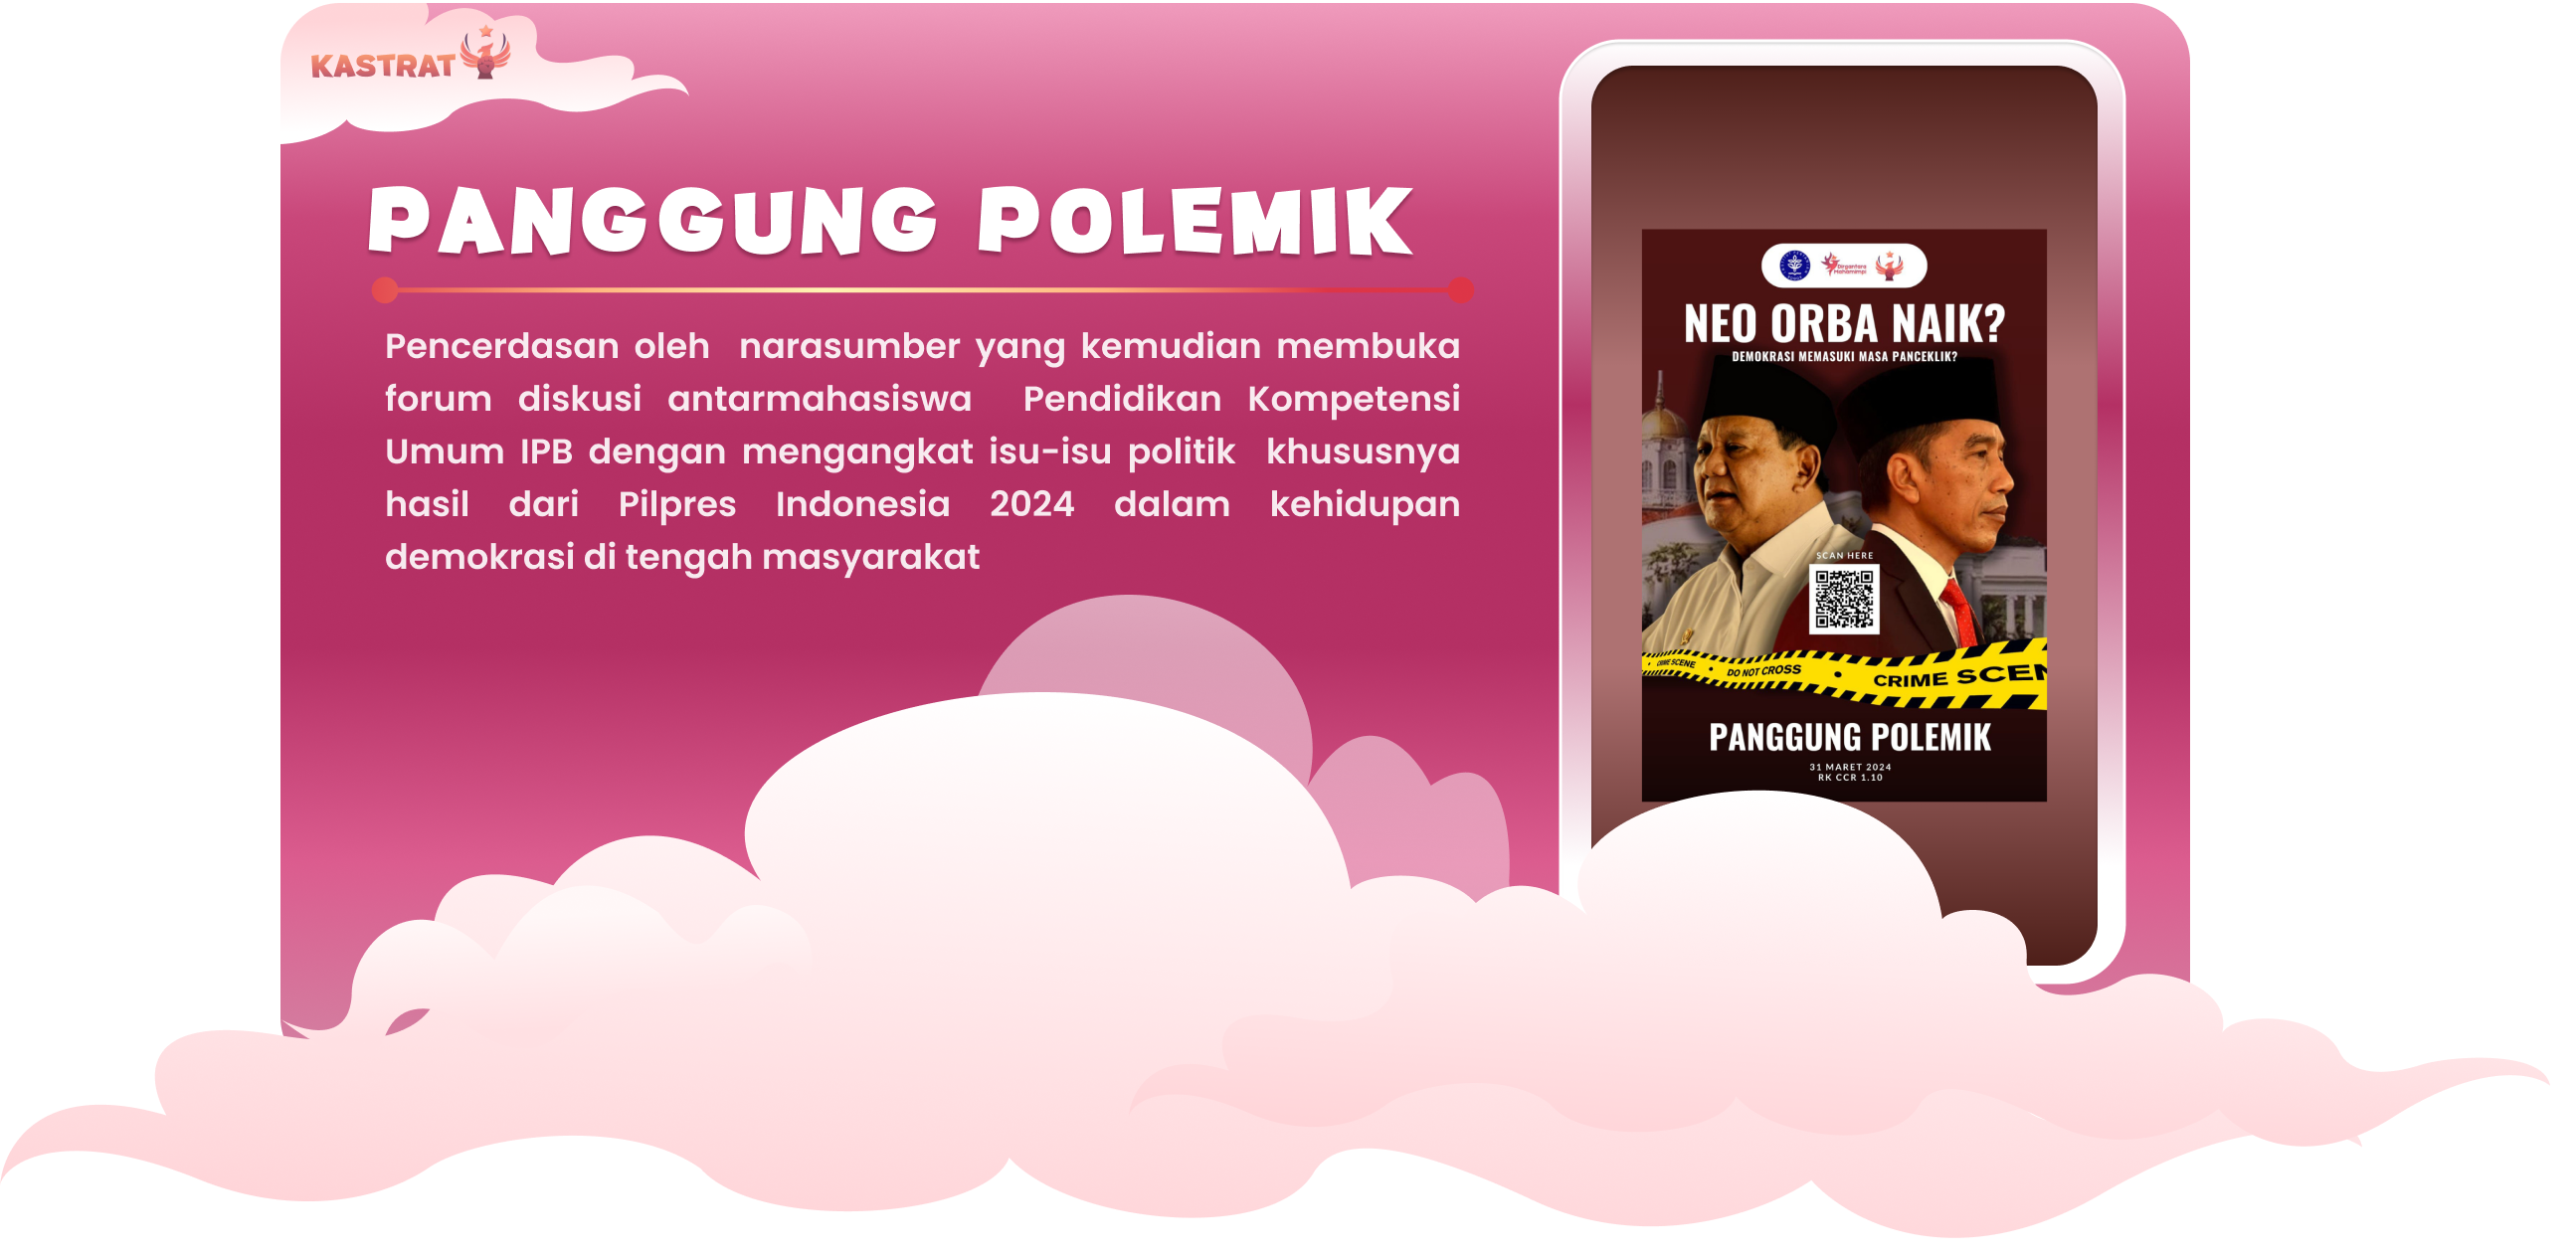 KASTRAT
PANGGUNG POLEMIK
Pencerdasan oleh narasumber yang kemudian membuka
forum diskusi antarmahasiswa Pendidikan Kompetensi
Umum IPB dengan mengangkat isu-isu politik khususnya
hasil dari Pilpres Indonesia 2024 dalam kehidupan
demokrasi di tengah masyarakat
Dirgantara
Mahamimpi
NEO ORBA NAIK?
DEMOKRASI MEMASUKI MASA PANCEKLIK?
SCAN HERE
CRIME SCENE • DO NOT CROSS • CRIME SCEN
PANGGUNG POLEMIK
31 MARET 2024
RK CCR 1.10